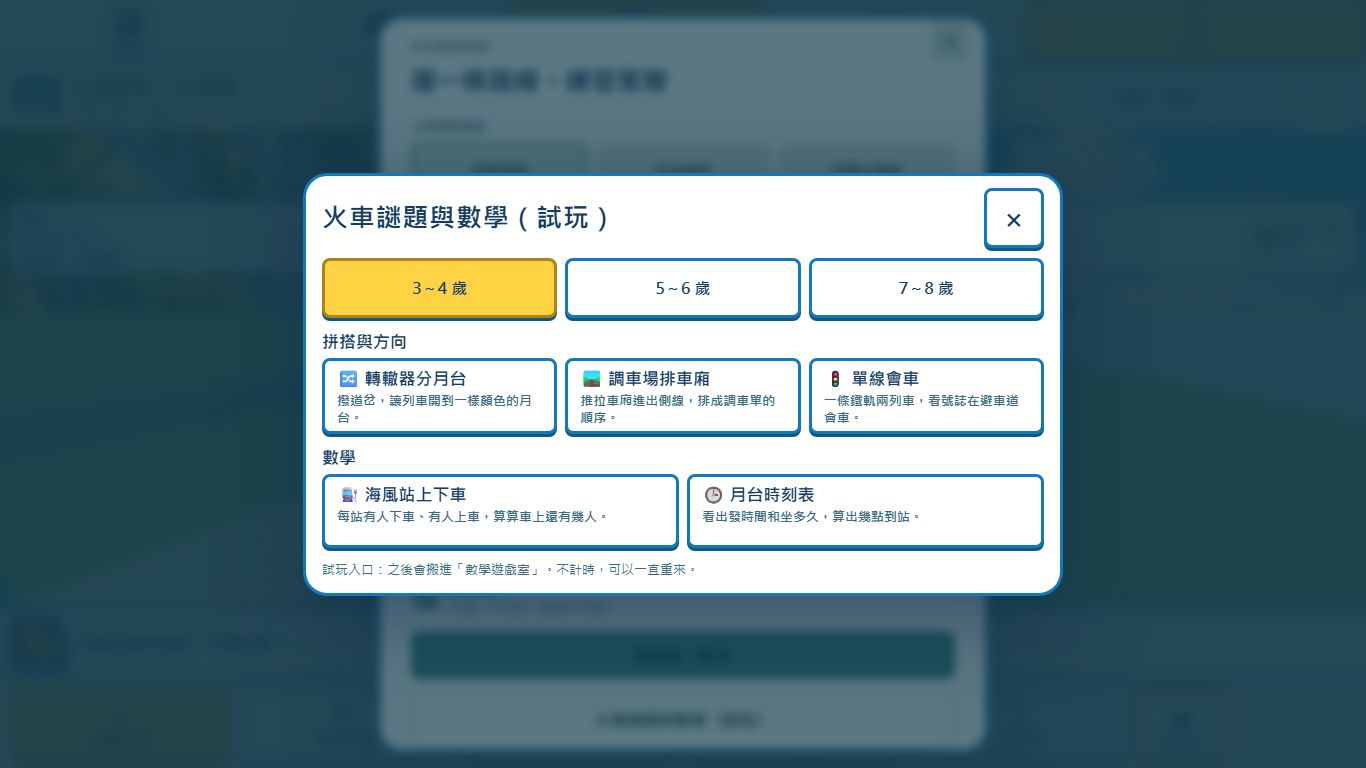 火車謎題與數學（試玩）
×
3～4 歲
5～6 歲
7～8 歲
拼搭與方向
轉轍器分月台
撥道岔，讓列車開到一樣顏色的月
台。
調車場排車廂
推拉車廂進出側線，排成調車單的
順序。
單線會車
一條鐵軌兩列車，看號誌在避車道
會車。
數學
海風站上下車
每站有人下車、有人上車，算算車上還有幾人。
月台時刻表
看出發時間和坐多久，算出幾點到站。
試玩入口：之後會搬進「數學遊戲室」。不計時，可以一直重來。